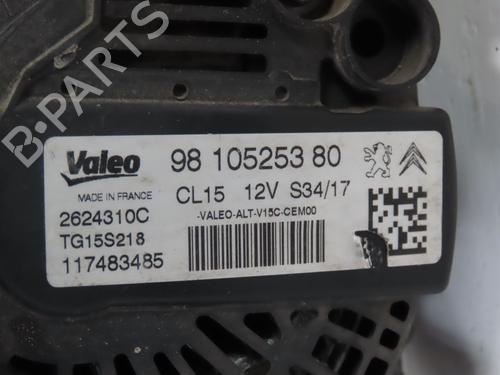 B-PARTS
Valeo
MADE IN FRANCE
98 105253 80
CL15 12V S34/17
-VALEO-ALT-V15C-CEM00
2624310C
TG15S218
117483485